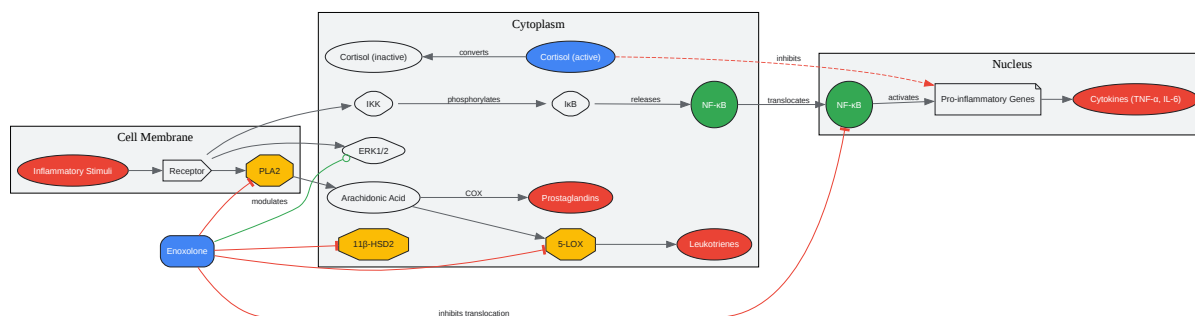 Cytoplasm
Cortisol (inactive)
converts
Cortisol (active)
inhibits
Nucleus
IKK
phosphorylates
IκB
releases
NF-κB
translocates
NF-κB
activates
Pro-inflammatory Genes
Cytokines (TNF-α, IL-6)
Cell Membrane
Inflammatory Stimuli
Receptor
PLA2
modulates
ERK1/2
Arachidonic Acid
COX
Prostaglandins
Enoxolone
11β-HSD2
5-LOX
Leukotrienes
inhibits translocation